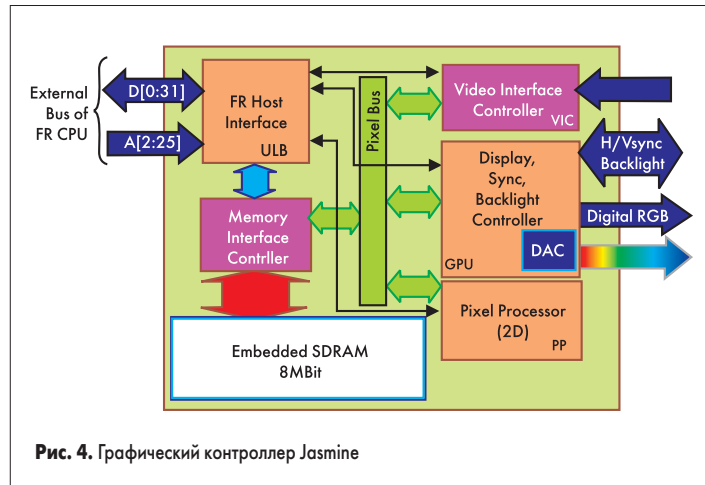 External
Bus of
FR CPU
D[0:31]
A[2:25]
FR Host
Interface
ULB
Memory
Interface
Contrller
Embedded SDRAM
8MBit
Pixel Bus
Video Interface
Controller
VIC
Display,
Sync,
Backlight
Controller
DAC
GPU
Pixel Processor
(2D)
PP
H/Vsync
Backlight
Digital RGB
Рис. 4. Графический контроллер Jasmine